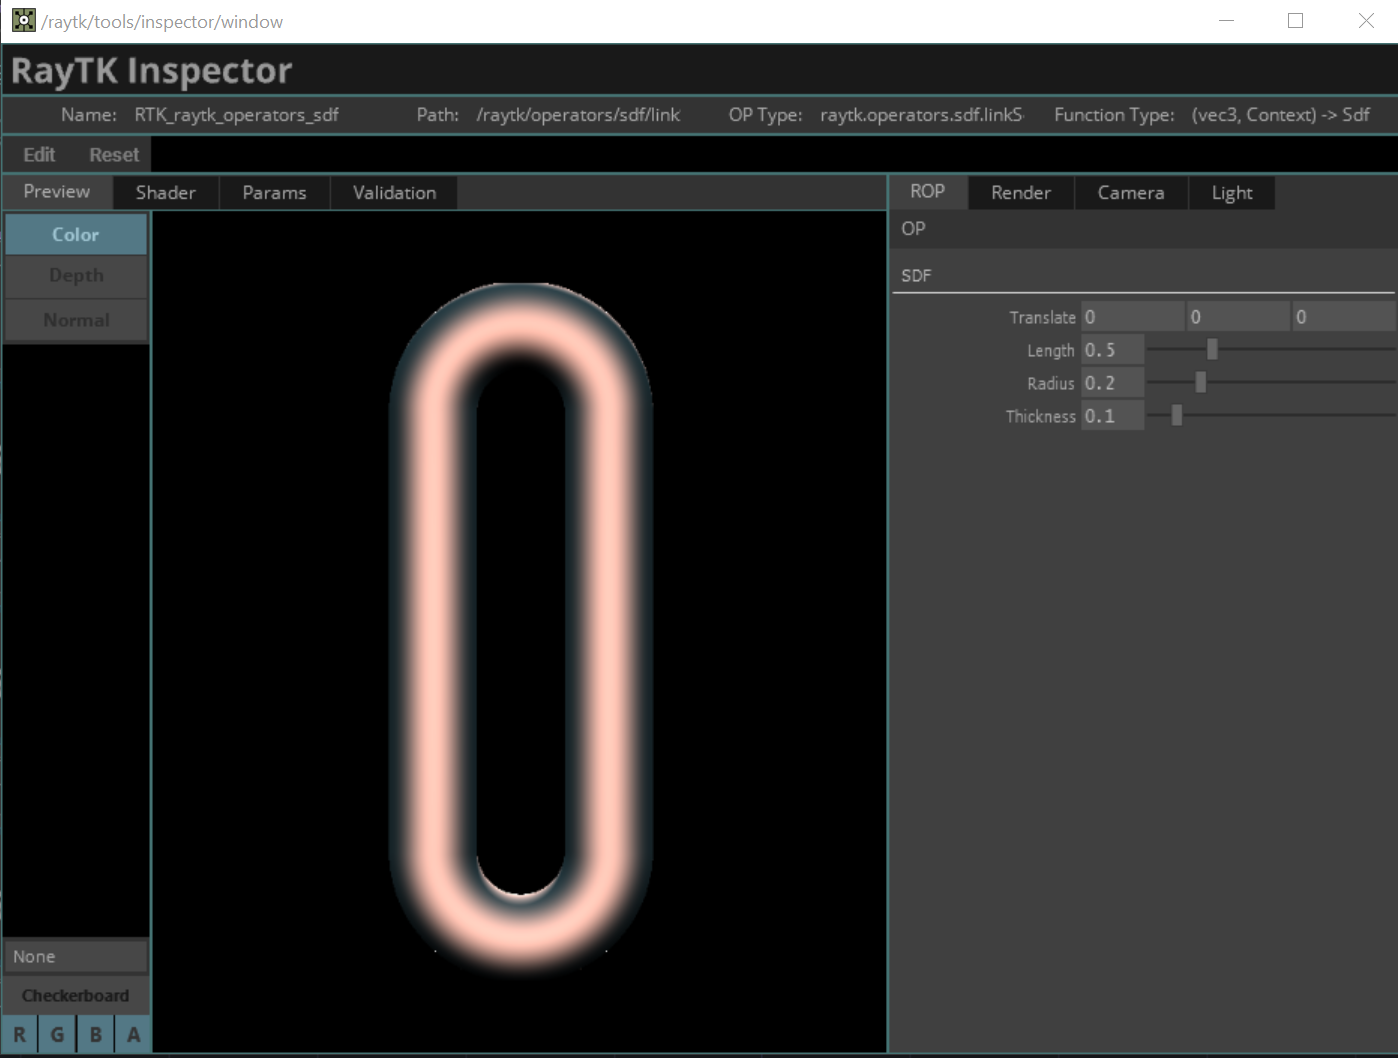 /raytk/tools/inspector/window
RayTK Inspector
Name: RTK_raytk_operators_sdf Path: /raytk/operators/sdf/link OP Type: raytk.operators.sdf.linkS Function Type: (vec3, Context) -> Sdf
Edit Reset
Preview Shader Params Validation
Color
Depth
Normal
None
Checkerboard
R G B A
ROP Render Camera Light
OP
SDF
Translate 0 0 0
Length 0.5
Radius 0.2
Thickness 0.1